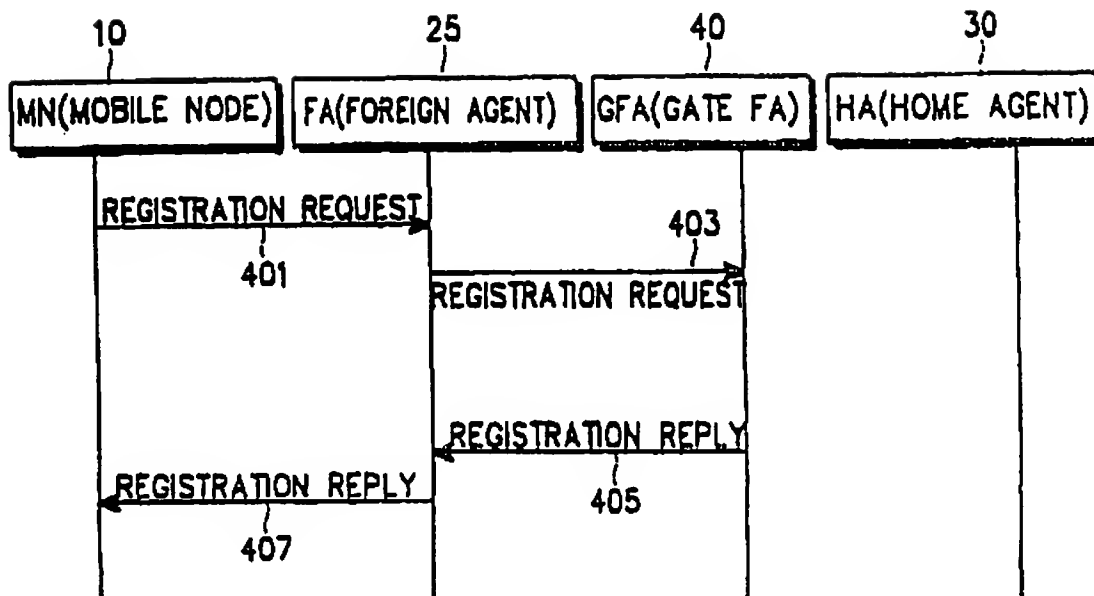 10
25
40
30
MN(MOBILE NODE)
FA(FOREIGN AGENT)
GFA(GATE FA)
HA(HOME AGENT)
REGISTRATION REQUEST
401
403
REGISTRATION REQUEST
REGISTRATION REPLY
405
REGISTRATION REPLY
407